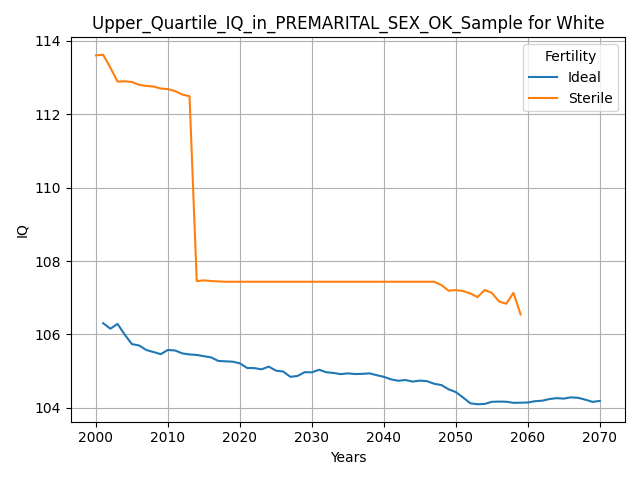 Upper_Quartile_IQ_in_PREMARITAL_SEX_OK_Sample for White
114
112
110
108
106
104
IQ
Fertility
Ideal
Sterile
2000 2010 2020 2030 2040 2050 2060 2070
Years